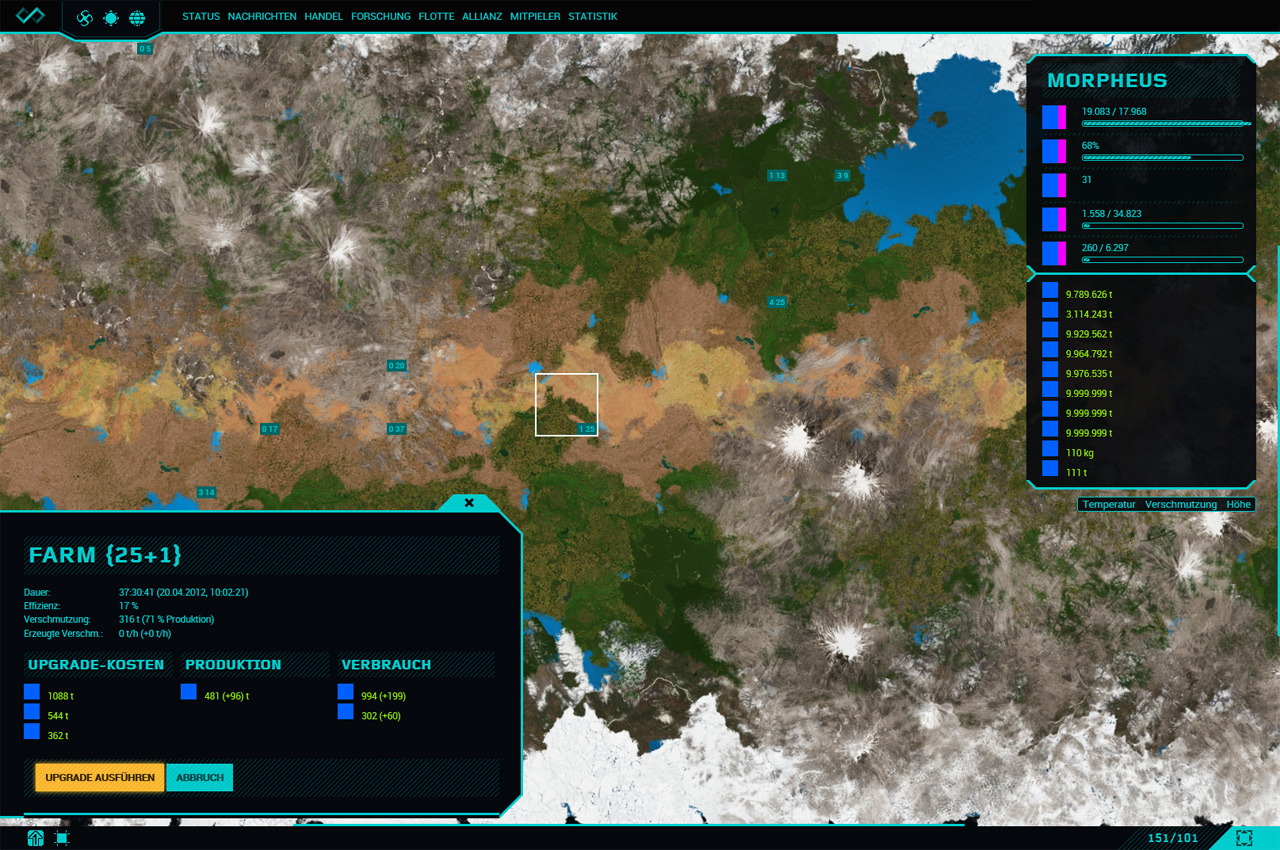 STATUS NACHRICHTEN HANDEL FORSCHUNG FLOTTE ALLIANZ MITPIELER STATISTIK
0 5
MORPHEUS
19.083 / 17.968
68%
31
1.558 / 34.823
260 / 6.297
9.789.626 t
3.114.243 t
9.929.562 t
9.964.792 t
9.976.535 t
9.999.999 t
9.999.999 t
9.999.999 t
110 kg
111 t
Temperatur Verschmutzung Höhe
1 13
3 9
4 25
0 20
0 17
0 37
1 25
3 14
FARM {25+1}
Dauer: 37:30:41 (20.04.2012, 10:02:21)
Effizienz: 17 %
Verschmutzung: 316 t (71 % Produktion)
Erzeugte Verschm.: 0 t/h (+0 t/h)
UPGRADE-KOSTEN
1088 t
544 t
362 t
PRODUKTION
481 (+96) t
VERBRAUCH
994 (+199)
302 (+60)
UPGRADE AUSFÜHREN ABBRUCH
151/101